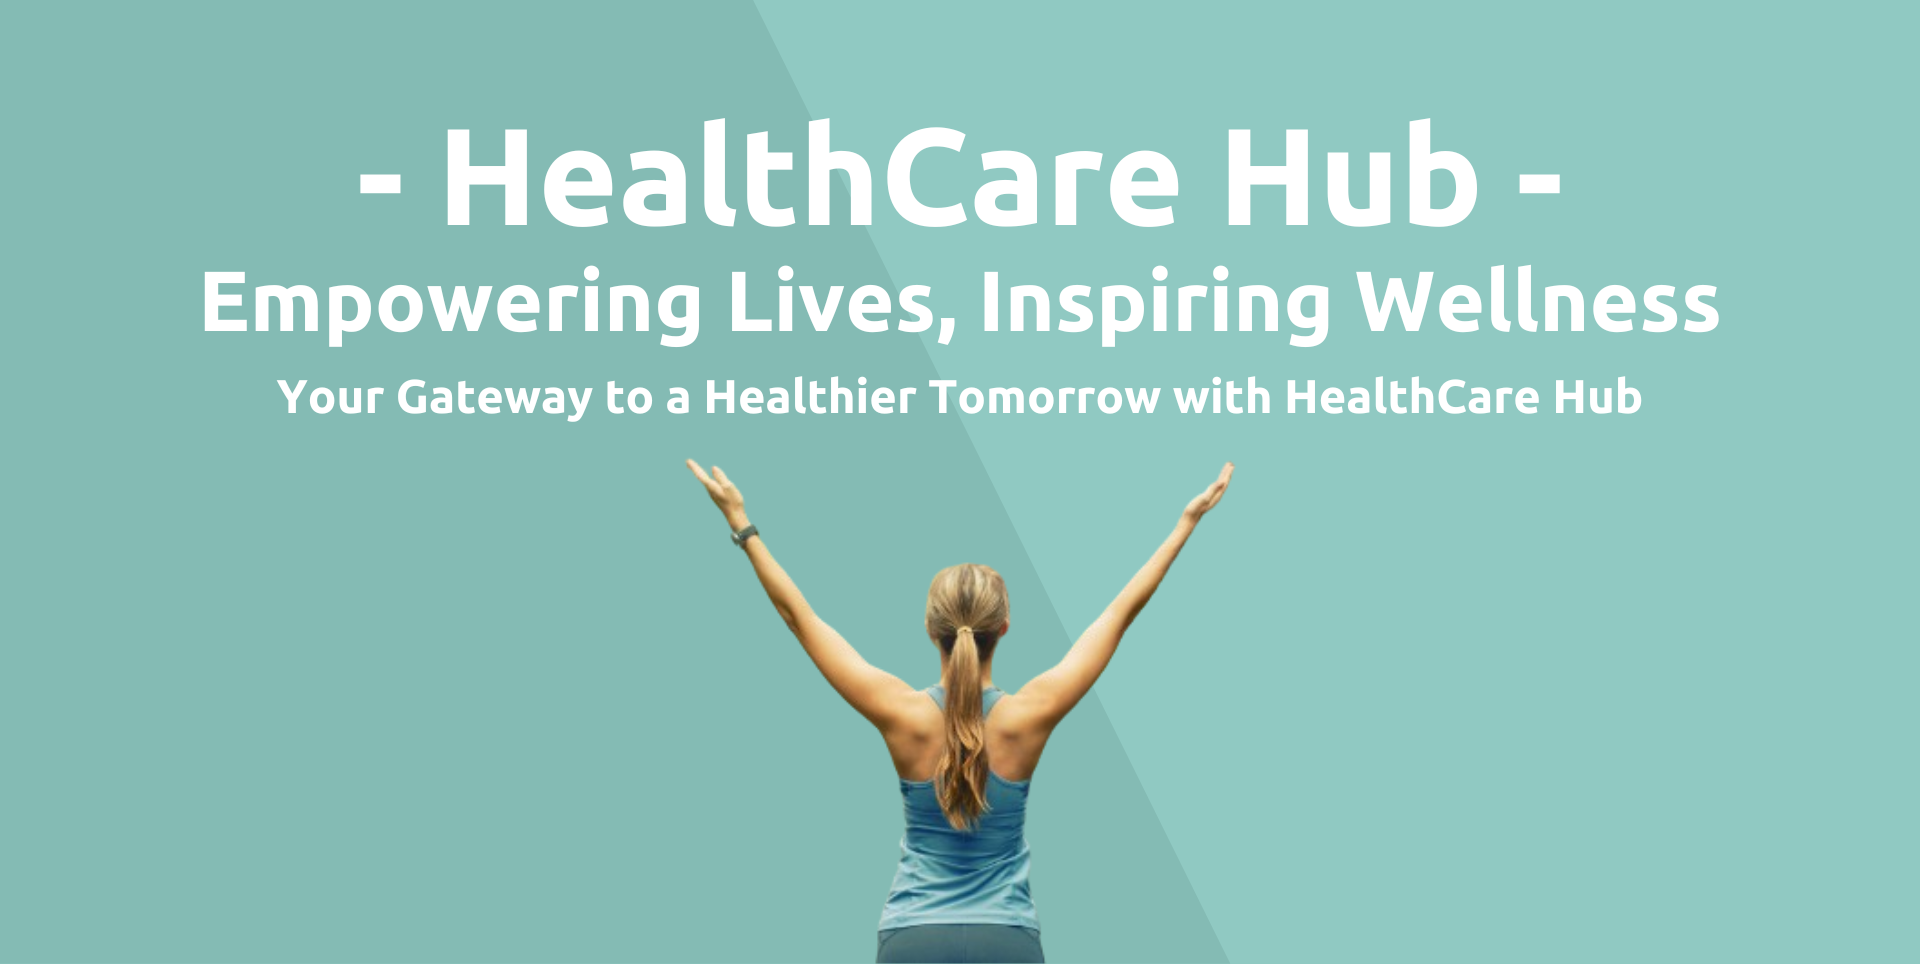 - HealthCare Hub -
Empowering Lives, Inspiring Wellness
Your Gateway to a Healthier Tomorrow with HealthCare Hub